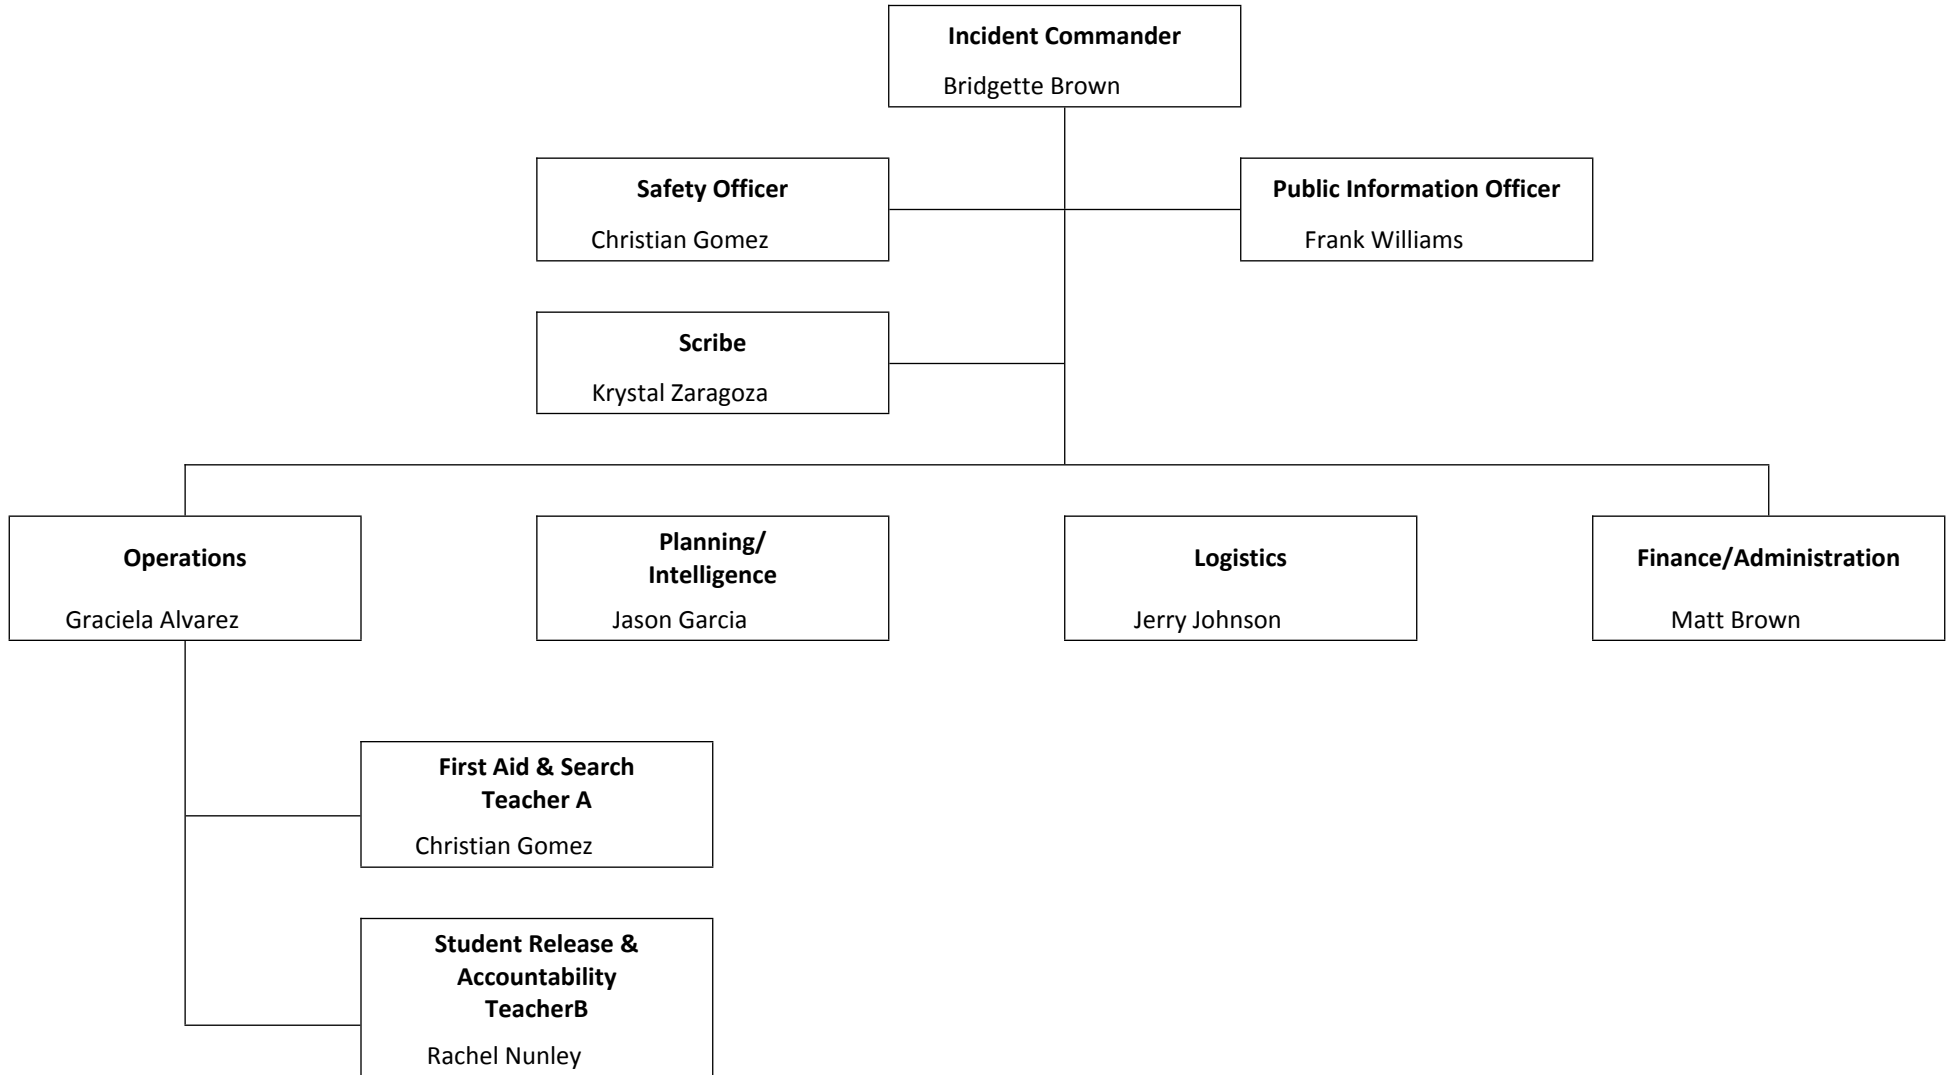 Incident Commander
Bridgette Brown
Safety Officer
Christian Gomez
Public Information Officer
Frank Williams
Scribe
Krystal Zaragoza
Operations
Graciela Alvarez
Planning/
Intelligence
Jason Garcia
Logistics
Jerry Johnson
Finance/Administration
Matt Brown
First Aid & Search
Teacher A
Christian Gomez
Student Release &
Accountability
TeacherB
Rachel Nunley